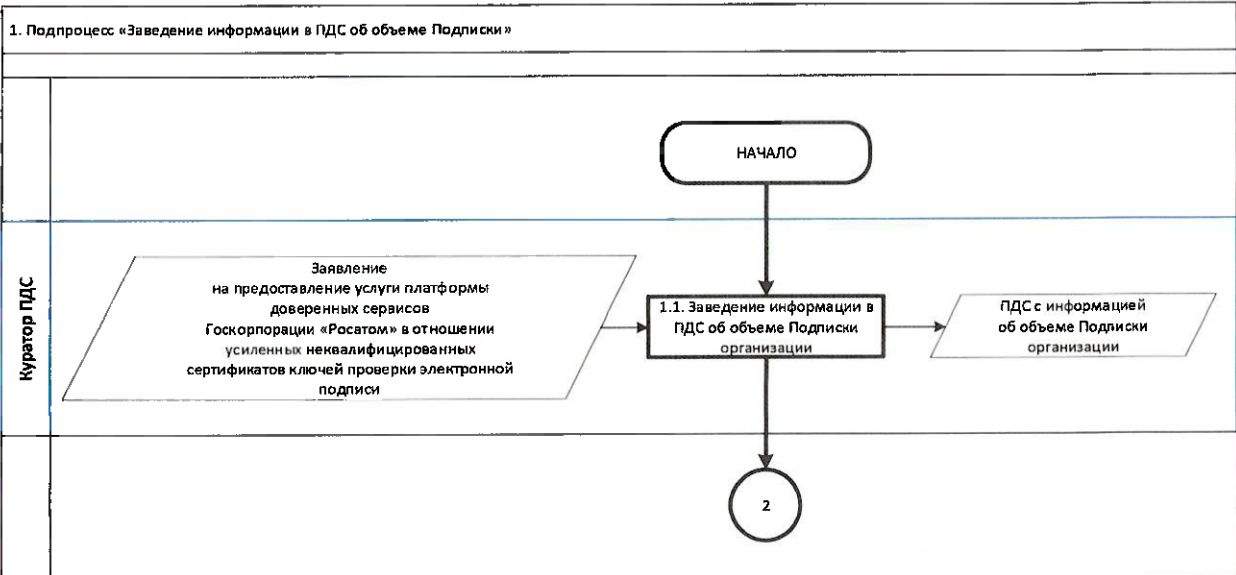 1. Подпроцесс «Заведение информации в ПДС об объеме Подписки»
НАЧАЛО
Куратор ПДС
Заявление
на предоставление услуги платформы
доверенных сервисов
Госкорпорации «Росатом» в отношении
усиленных неквалифицированных
сертификатов ключей проверки электронной
подписи
1.1. Заведение информации в
ПДС об объеме Подписки
организации
ПДС с информацией
об объеме Подписки
организации
2